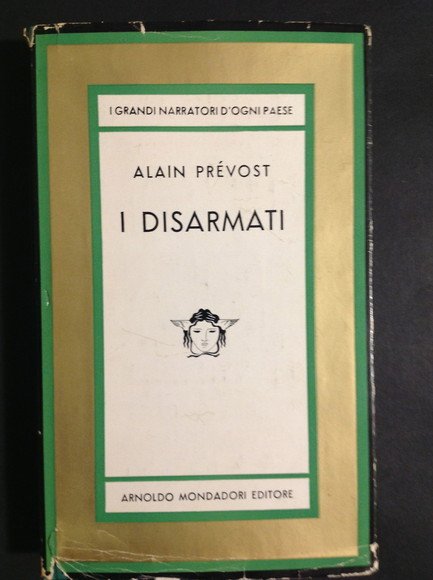 I GRANDI NARRATORI D'OGNI PAESE
ALAIN PRÉVOST
I DISARMATI
ARNOLDO MONDADORI EDITORE